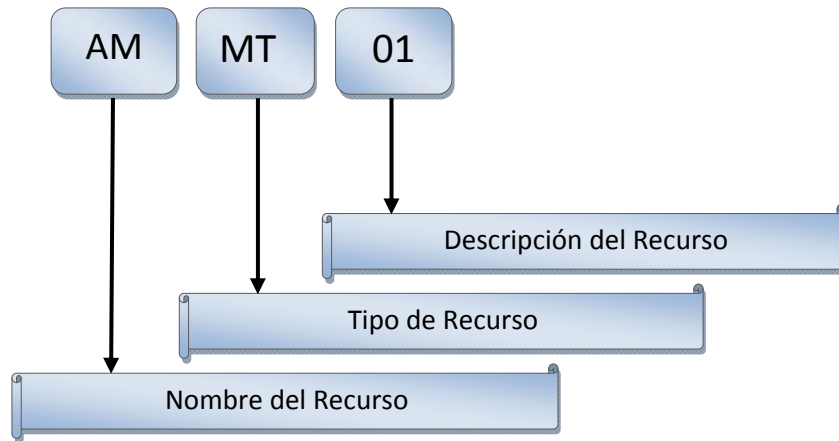 AM MT 01
Descripción del Recurso
Tipo de Recurso
Nombre del Recurso